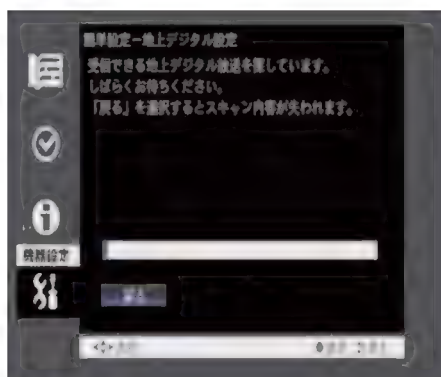 簡単設定-地上デジタル設定
受信できる地上デジタル放送を探しています。
しばらくお待ちください。
「戻る」を選択するとスキャン内容が失われます。
機器設定